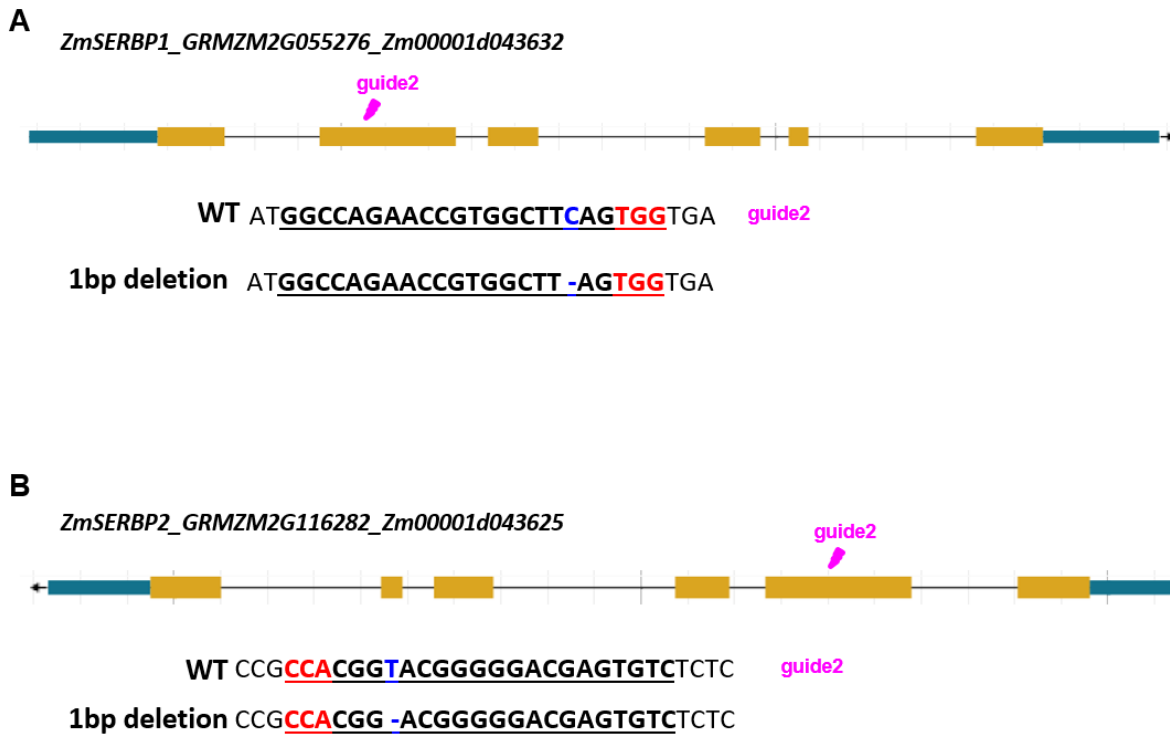 A
ZmSERBP1_GRMZM2G055276_Zm00001d043632
guide2
WT ATGGCCAGAACCGTGGCTTCAGTGGTGA guide2
1bp deletion ATGGCCAGAACCGTGGCTT-AGTGGTGA
B
ZmSERBP2_GRMZM2G116282_Zm00001d043625
guide2
WT CCGCCACGGTACGGGGGACGAGTGTCTCTC guide2
1bp deletion CCGCCACGG-ACGGGGGACGAGTGTCTCTC